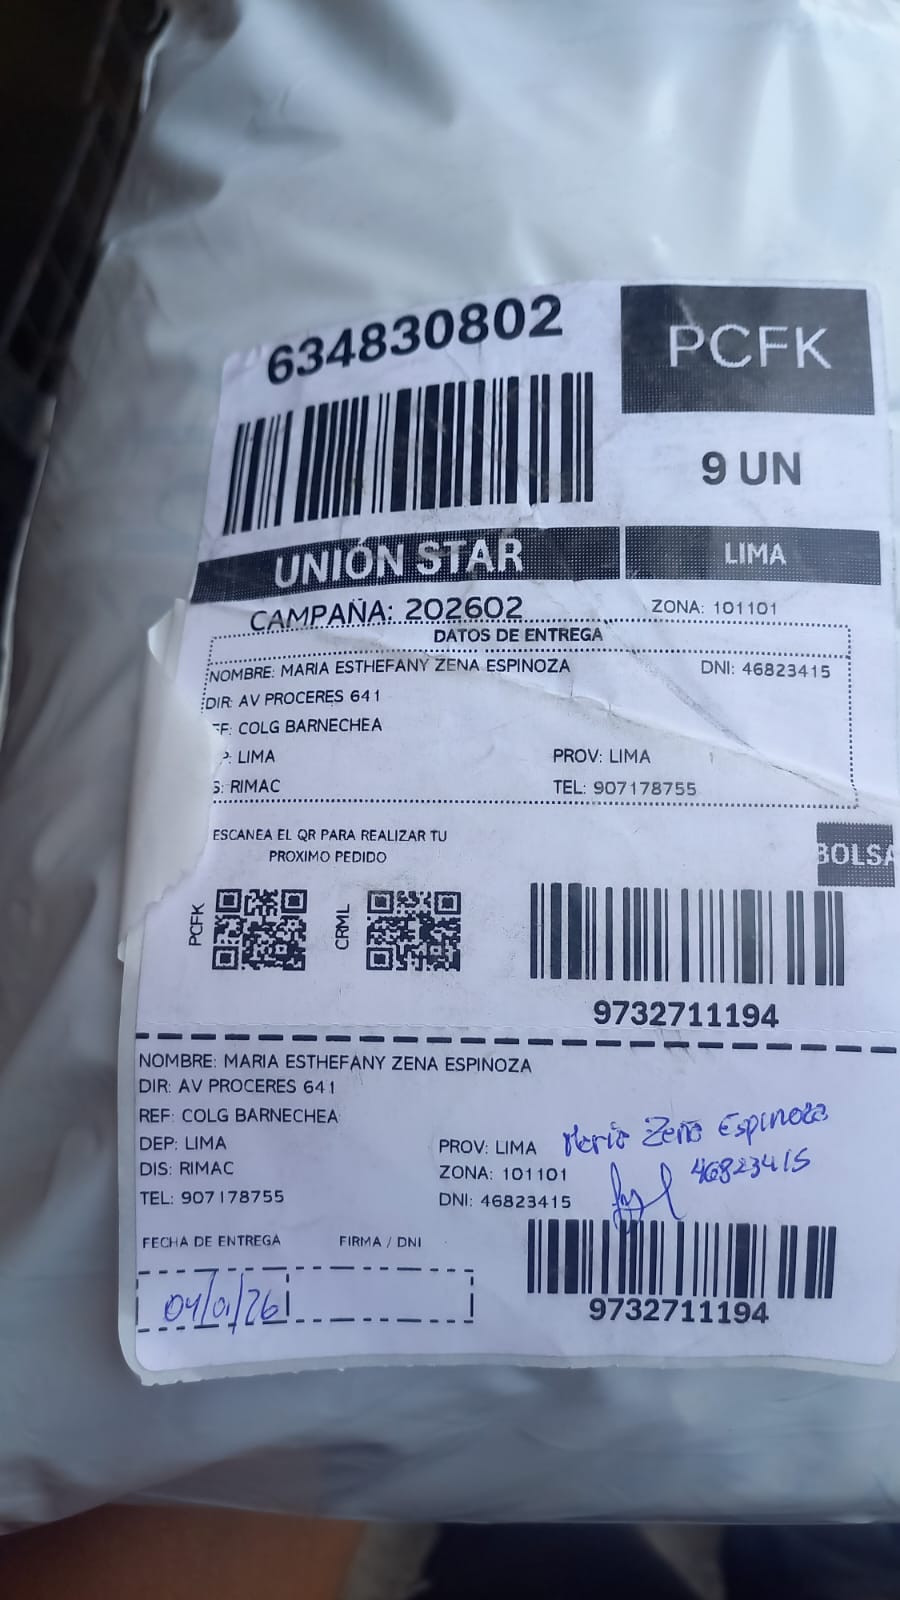 634830802
PCFK
9 UN
UNIÓN STAR
LIMA
CAMPAÑA: 202602
ZONA: 101101
DATOS DE ENTREGA
NOMBRE: MARIA ESTHEFANY ZENA ESPINOZA
DNI: 46823415
DIR: AV PROCERES 641
EF: COLG BARNECHEA
P: LIMA
PROV: LIMA
S: RIMAC
TEL: 907178755
ESCANEA EL QR PARA REALIZAR TU
PROXIMO PEDIDO
BOLSA
PCFK
CRML
9732711194
NOMBRE: MARIA ESTHEFANY ZENA ESPINOZA
DIR: AV PROCERES 641
REF: COLG BARNECHEA
DEP: LIMA
PROV: LIMA
Maria Zena Espinoza
DIS: RIMAC
ZONA: 101101
46823415
TEL: 907178755
DNI: 46823415
FECHA DE ENTREGA
FIRMA / DNI
04/01/26
9732711194